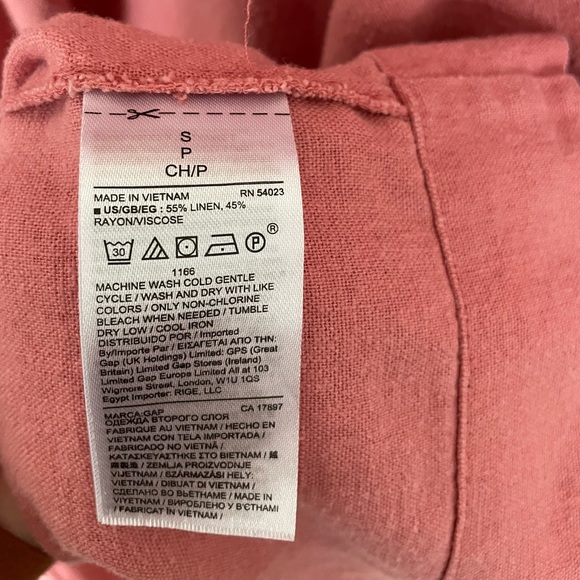 S
P
CH/P
MADE IN VIETNAM RN 54023
US/GB/EG : 55% LINEN, 45%
RAYON/VISCOSE
30 P ®
1166
MACHINE WASH COLD GENTLE
CYCLE / WASH AND DRY WITH LIKE
COLORS / ONLY NON-CHLORINE
BLEACH WHEN NEEDED / TUMBLE
DRY LOW / COOL IRON
DISTRIBUIDO POR / Imported
By/Importe Par / ΕΙΣΑΓΕΤΑΙ ΑΠΟ ΤΗΝ
Gap (UK Holdings) Limited: GPS (Great
Britain) Limited Gap Stores (Ireland)
Limited Gap Europe Limited All at 103
Wigmore Street, London, W1U 1QS
Egypt Importer: RIGE, LLC
MARCA:GAP CA 17897
ОДЕЖДА ВТОРОГО СЛОЯ
FABRIQUE AU VIETNAM / HECHO EN
VIETNAM CON TELA IMPORTADA /
FABRICADO NO VIETNÃ /
ΚΑΤΑΣΚΕΥΑΣΤΗΚΕ ΣΤΟ ΒΙΕΤΝΑΜ / 越
南製造 / ZEMLJA PROIZVODNJE
VIJETNAM / SZÁRMAZÁSI HELY:
VIETNÁM / DIBUAT DI VIETNAM /
СДЕЛАНО ВО ВЬЕТНАМЕ / MADE IN
VIYETNAM / ВИРОБЛЕНО У В'ЄТНАМІ
/ FABRICAT ÎN VIETNAM /